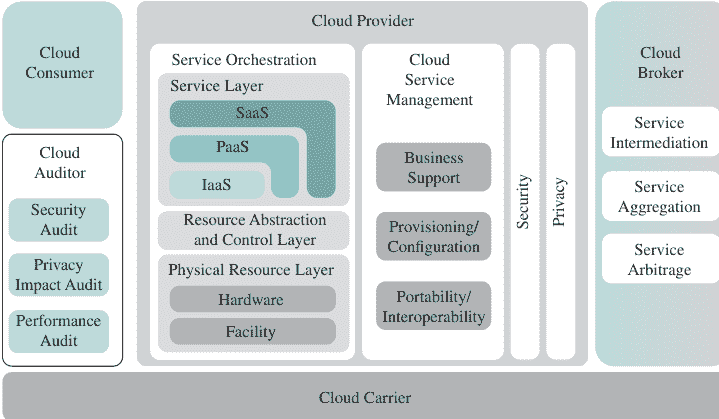 Cloud
Consumer
Cloud
Auditor
Security
Audit
Privacy
Impact Audit
Performance
Audit
Cloud Provider
Service Orchestration
Service Layer
SaaS
PaaS
IaaS
Resource Abstraction
and Control Layer
Physical Resource Layer
Hardware
Facility
Cloud
Service
Management
Business
Support
Provisioning/
Configuration
Portability/
Interoperability
Security
Privacy
Cloud
Broker
Service
Intermediation
Service
Aggregation
Service
Arbitrage
Cloud Carrier